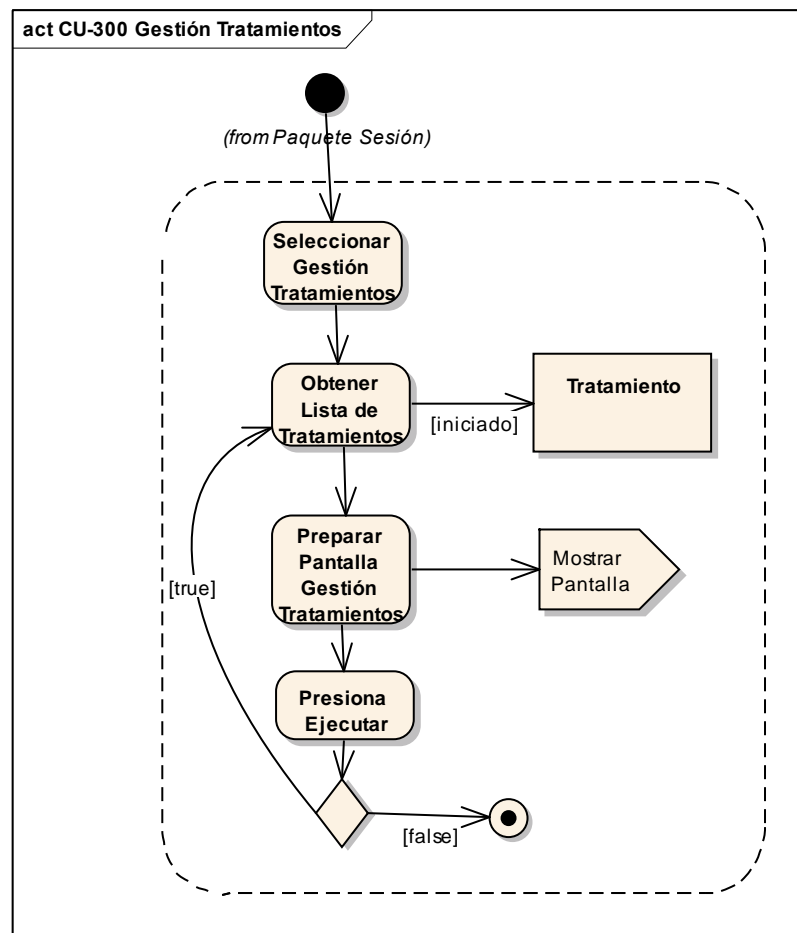 act CU-300 Gestión Tratamientos
(from Paquete Sesión)
Seleccionar
Gestión
Tratamientos
Obtener
Lista de
Tratamientos
[iniciado]
Tratamiento
Preparar
Pantalla
Gestión
Tratamientos
Mostrar
Pantalla
[true]
Presiona
Ejecutar
[false]